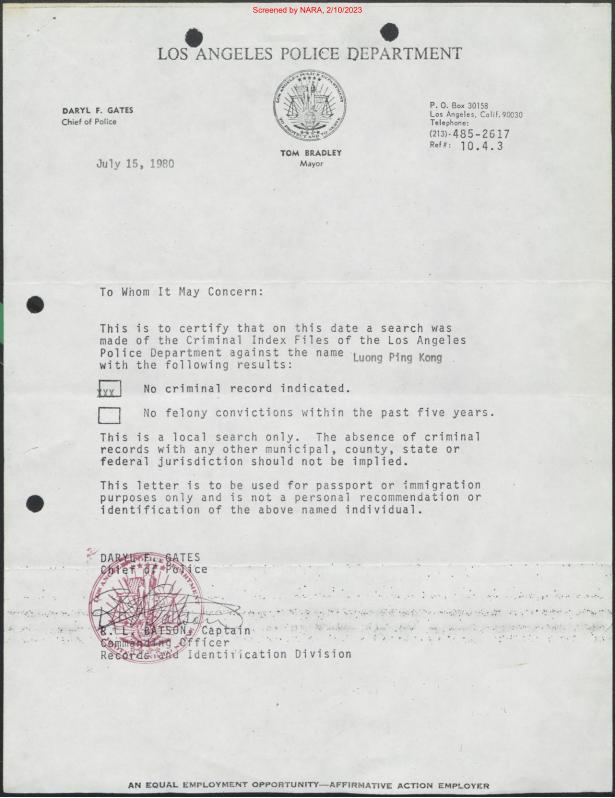 Screened by NARA, 2/10/2023
LOS ANGELES POLICE DEPARTMENT
DARYL F. GATES
Chief of Police
P. O. Box 30158
Los Angeles, Calif. 90030
Telephone:
(213)-485-2617
Ref#: 10.4.3
TOM BRADLEY
Mayor
July 15, 1980
To Whom It May Concern:
This is to certify that on this date a search was
made of the Criminal Index Files of the Los Angeles
Police Department against the name Luong Ping Kong
with the following results:
xxx No criminal record indicated.
No felony convictions within the past five years.
This is a local search only. The absence of criminal
records with any other municipal, county, state or
federal jurisdiction should not be implied.
This letter is to be used for passport or immigration
purposes only and is not a personal recommendation or
identification of the above named individual.
DARYL F. GATES
Chief of Police
R. L. BATSON, Captain
Commanding Officer
Records and Identification Division
AN EQUAL EMPLOYMENT OPPORTUNITY—AFFIRMATIVE ACTION EMPLOYER